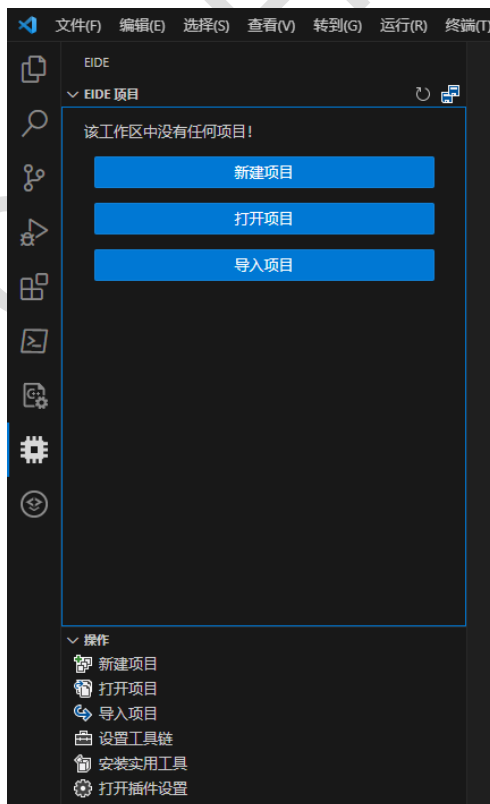 文件(F) 编辑(E) 选择(S) 查看(V) 转到(G) 运行(R) 终端(T)
EIDE
EIDE 项目
该工作区中没有任何项目!
新建项目
打开项目
导入项目
操作
新建项目
打开项目
导入项目
设置工具链
安装实用工具
打开插件设置